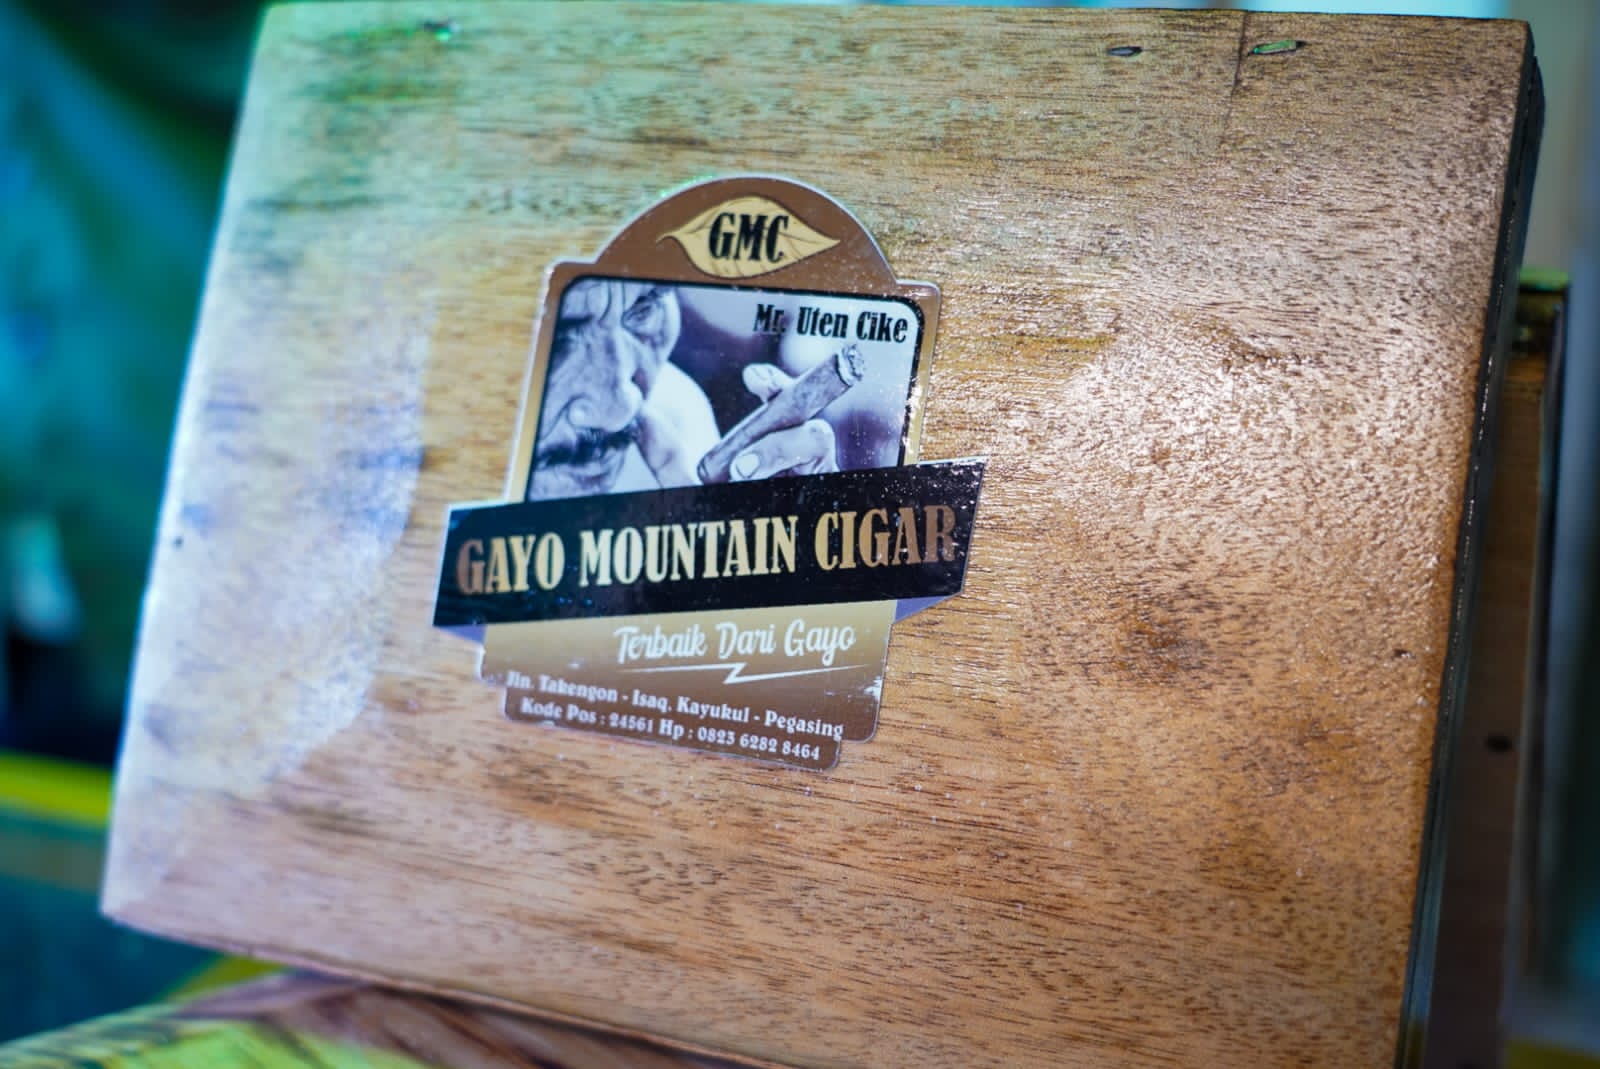 GMC
Mr. Uten Cike
GAYO MOUNTAIN CIGAR
Terbaik Dari Gayo
Jln. Takengon - Isaq. Kayukul - Pegasing
Kode Pos : 24561 Hp : 0823 6282 8464